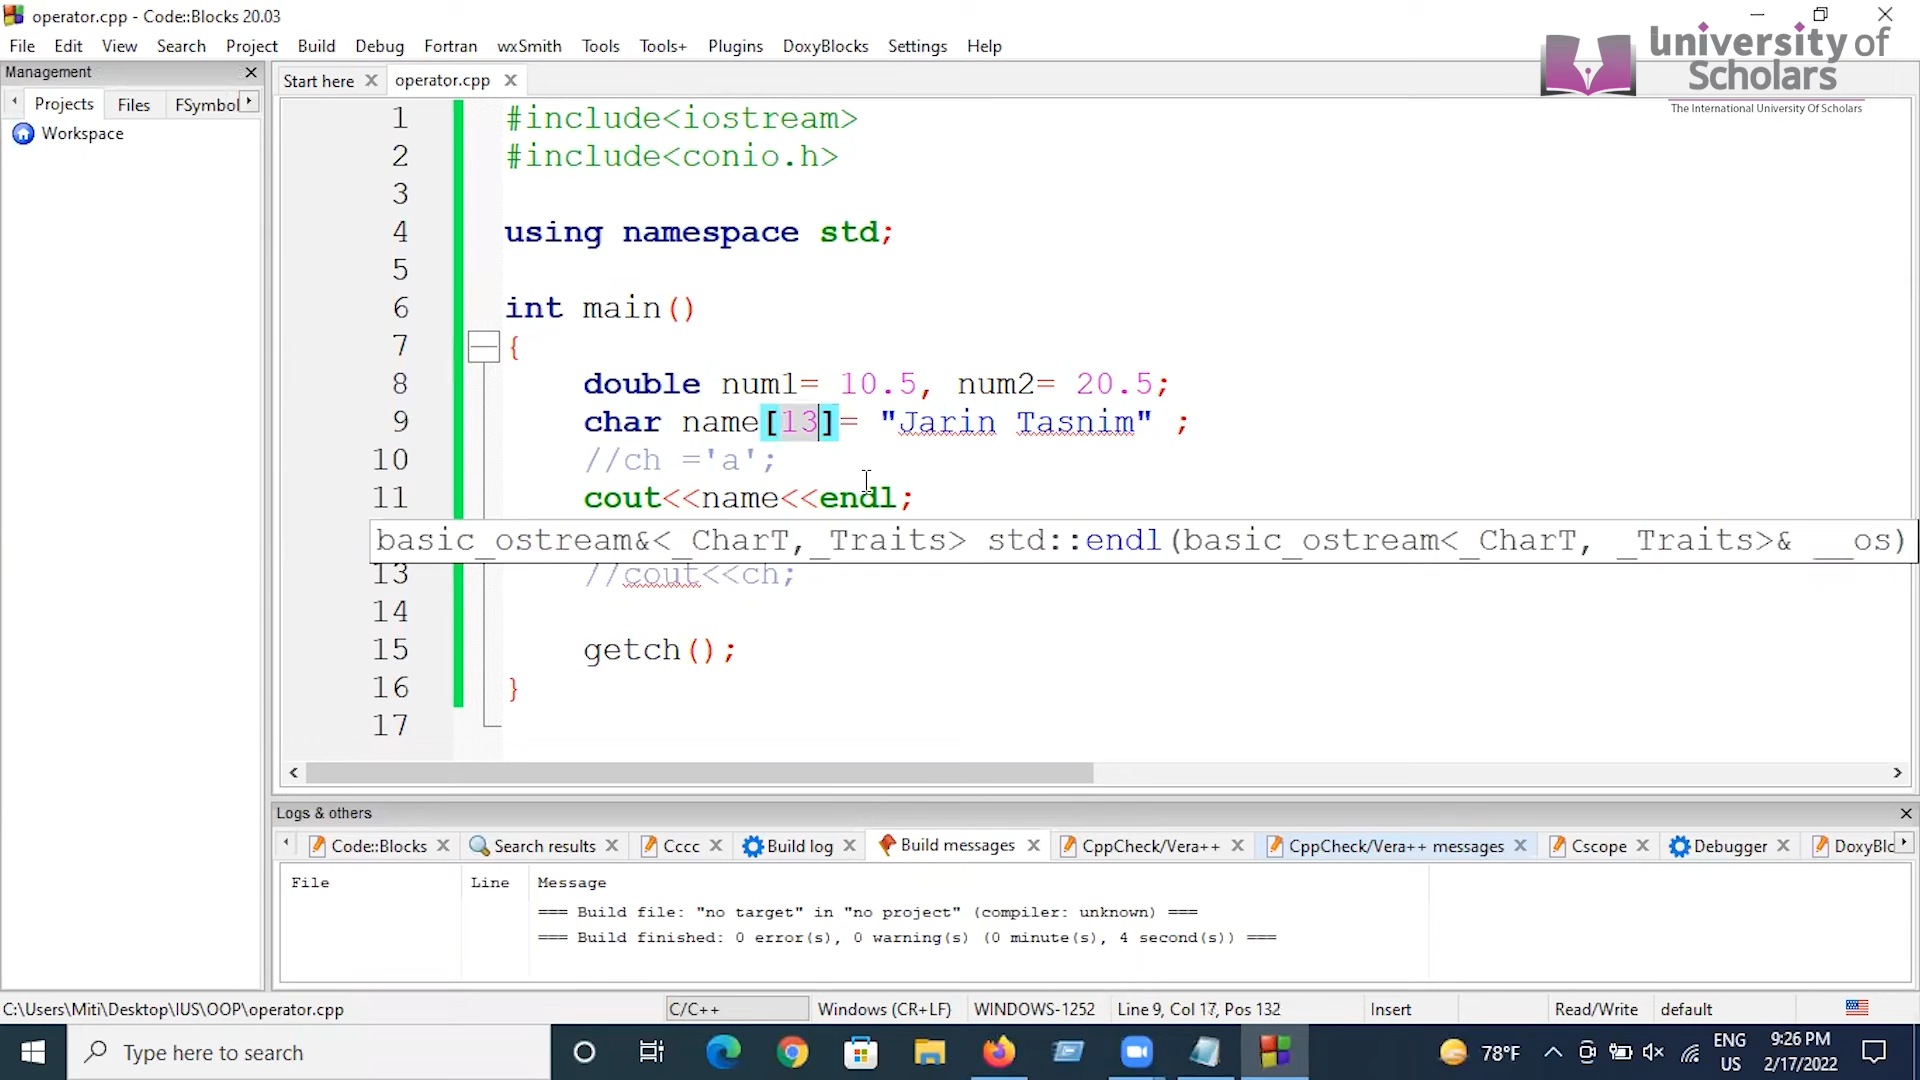 operator.cpp - Code::Blocks 20.03
File Edit View Search Project Build Debug Fortran wxSmith Tools Tools+ Plugins DoxyBlocks Settings Help
university of
Scholars
The International University Of Scholars
Management
Start here operator.cpp
Projects Files FSymbol
Workspace
1 #include<iostream>
2 #include<conio.h>
3
4 using namespace std;
5
6 int main()
7 {
8 double num1= 10.5, num2= 20.5;
9 char name[13]= "Jarin Tasnim" ;
10 //ch ='a';
11 cout<<name<<endl;
basic_ostream&<_CharT,_Traits> std::endl(basic_ostream<_CharT, _Traits>& __os)
13 //cout<<ch;
14
15 getch();
16 }
17
Logs & others
Code::Blocks Search results Cccc Build log Build messages CppCheck/Vera++ CppCheck/Vera++ messages Cscope Debugger DoxyBlo
File Line Message
=== Build file: "no target" in "no project" (compiler: unknown) ===
=== Build finished: 0 error(s), 0 warning(s) (0 minute(s), 4 second(s)) ===
C:\Users\Miti\Desktop\IUS\OOP\operator.cpp C/C++ Windows (CR+LF) WINDOWS-1252 Line 9, Col 17, Pos 132 Insert Read/Write default
Type here to search 78°F ENG 9:26 PM
US 2/17/2022